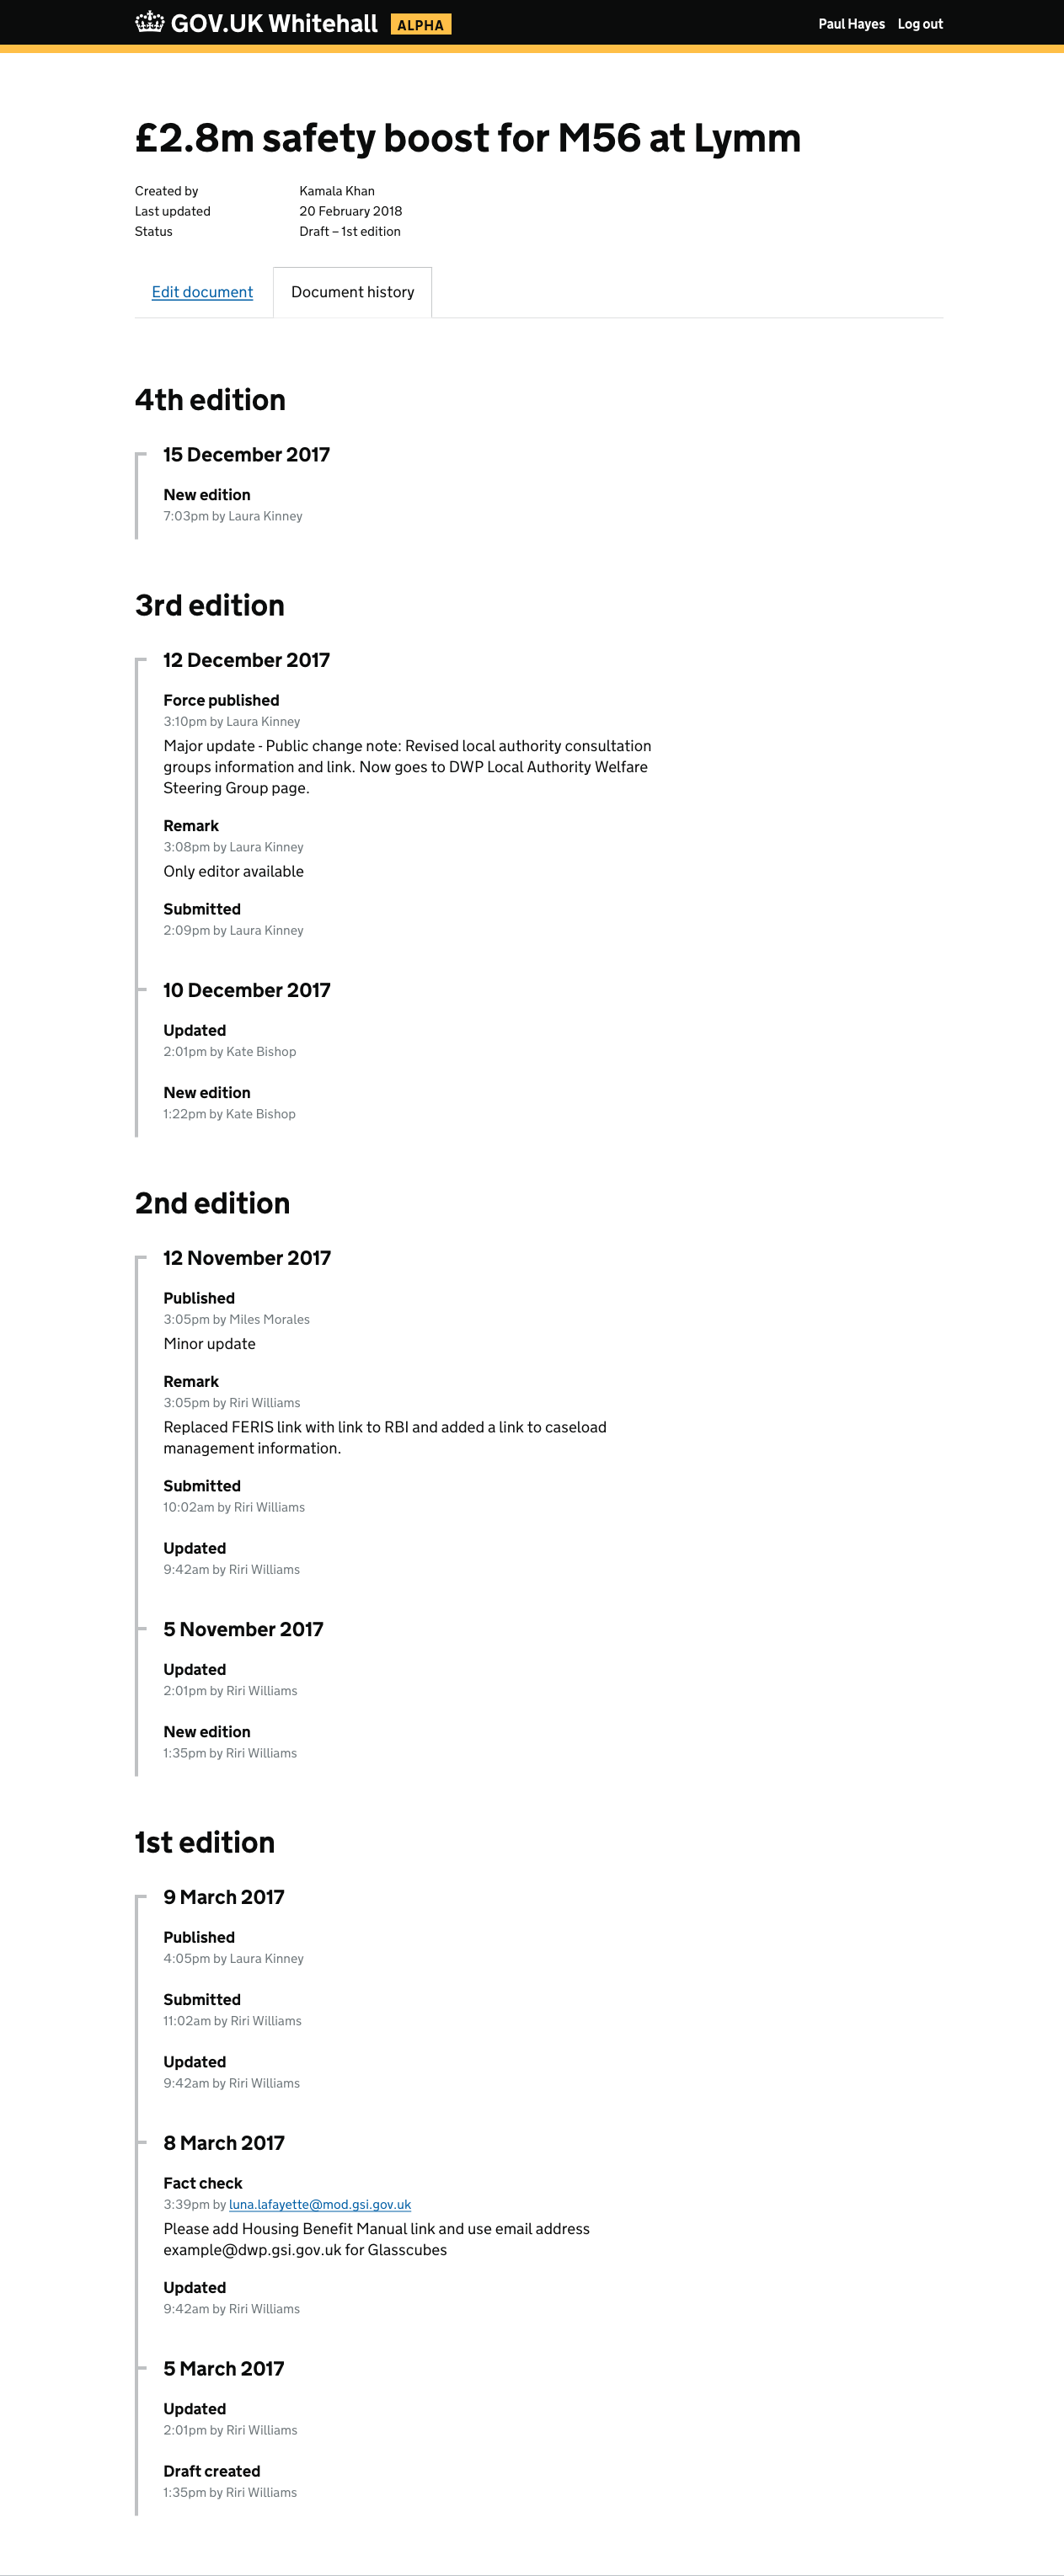 GOV.UK Whitehall ALPHA Paul Hayes Log out
£2.8m safety boost for M56 at Lymm
Created by Kamala Khan
Last updated 20 February 2018
Status Draft – 1st edition
Edit document Document history
4th edition
15 December 2017
New edition
7:03pm by Laura Kinney
3rd edition
12 December 2017
Force published
3:10pm by Laura Kinney
Major update - Public change note: Revised local authority consultation
groups information and link. Now goes to DWP Local Authority Welfare
Steering Group page.
Remark
3:08pm by Laura Kinney
Only editor available
Submitted
2:09pm by Laura Kinney
10 December 2017
Updated
2:01pm by Kate Bishop
New edition
1:22pm by Kate Bishop
2nd edition
12 November 2017
Published
3:05pm by Miles Morales
Minor update
Remark
3:05pm by Riri Williams
Replaced FERIS link with link to RBI and added a link to caseload
management information.
Submitted
10:02am by Riri Williams
Updated
9:42am by Riri Williams
5 November 2017
Updated
2:01pm by Riri Williams
New edition
1:35pm by Riri Williams
1st edition
9 March 2017
Published
4:05pm by Laura Kinney
Submitted
11:02am by Riri Williams
Updated
9:42am by Riri Williams
8 March 2017
Fact check
3:39pm by luna.lafayette@mod.gsi.gov.uk
Please add Housing Benefit Manual link and use email address
example@dwp.gsi.gov.uk for Glasscubes
Updated
9:42am by Riri Williams
5 March 2017
Updated
2:01pm by Riri Williams
Draft created
1:35pm by Riri Williams